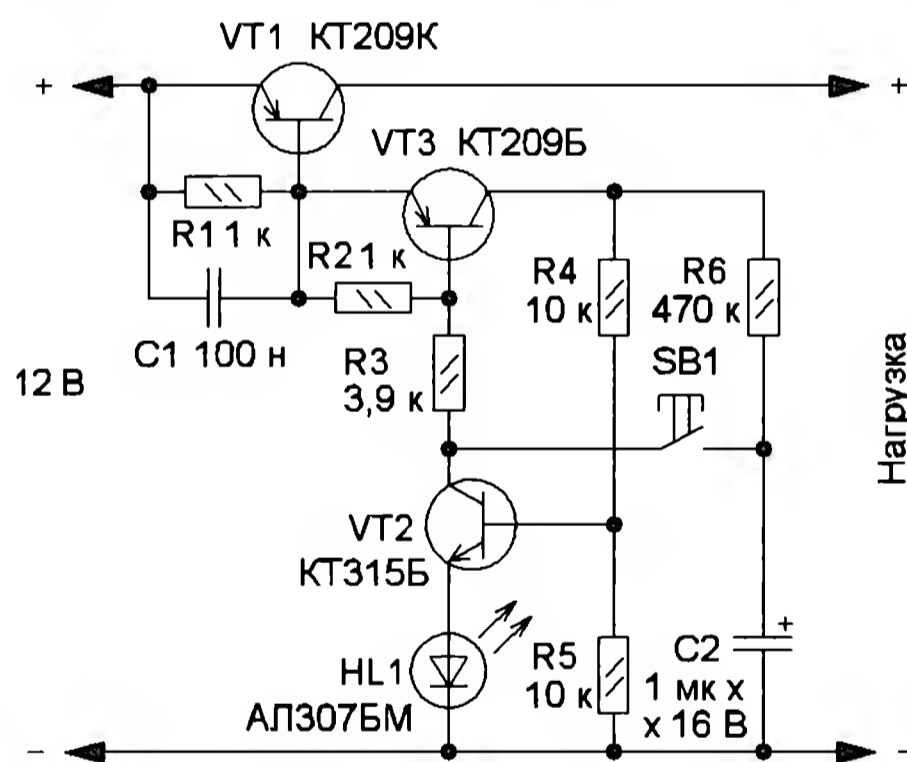 VT1 КТ209К
+
+
VT3 КТ209Б
R1 1 к
R2 1 к
R4
10 к
R6
470 к
C1 100 н
R3
3,9 к
SB1
12 В
Нагрузка
VT2
КТ315Б
+
HL1
АЛ307БМ
R5
10 к
C2
1 мк х
х 16 В
–
–